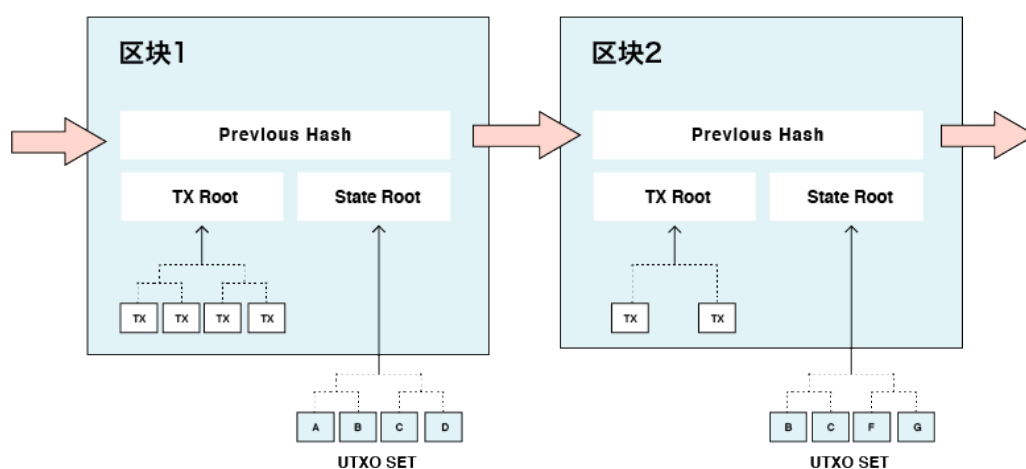 区块1
Previous Hash
TX Root
State Root
TX TX TX TX
A B C D
UTXO SET
区块2
Previous Hash
TX Root
State Root
TX TX
B C F G
UTXO SET